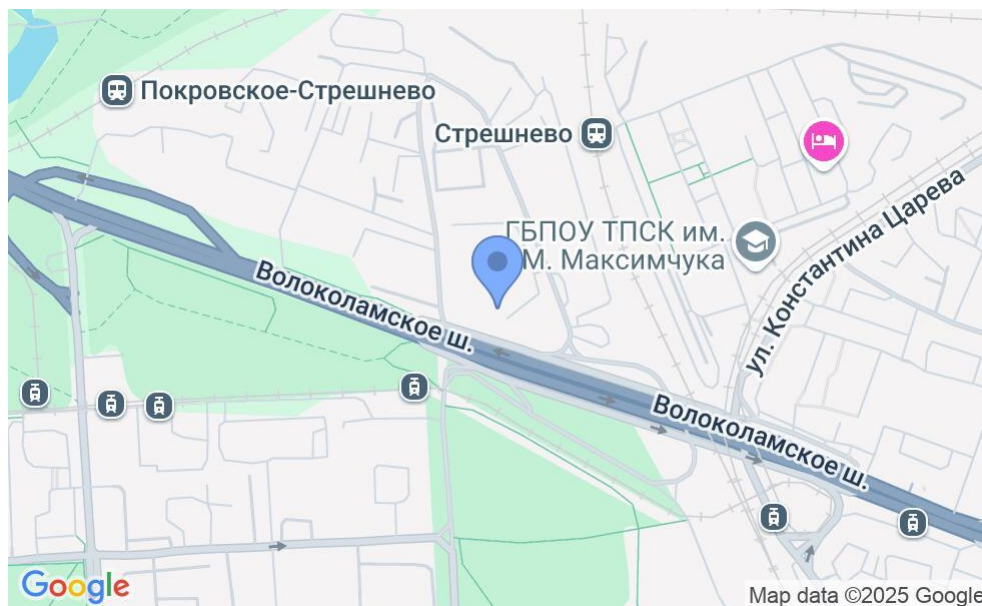 Покровское-Стрешнево
Стрешнево
ГБПОУ ТПСК им.
М. Максимчука
ул. Константина Царева
Волоколамское ш.
Волоколамское ш.
Google
Map data ©2025 Google